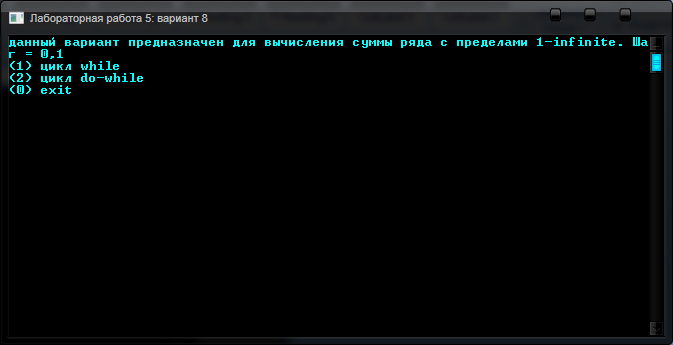 Лабораторная работа 5: вариант 8
данный вариант предназначен для вычисления суммы ряда с пределами 1-infinite. Ша
г = 0,1
(1) цикл while
(2) цикл do-while
(0) exit